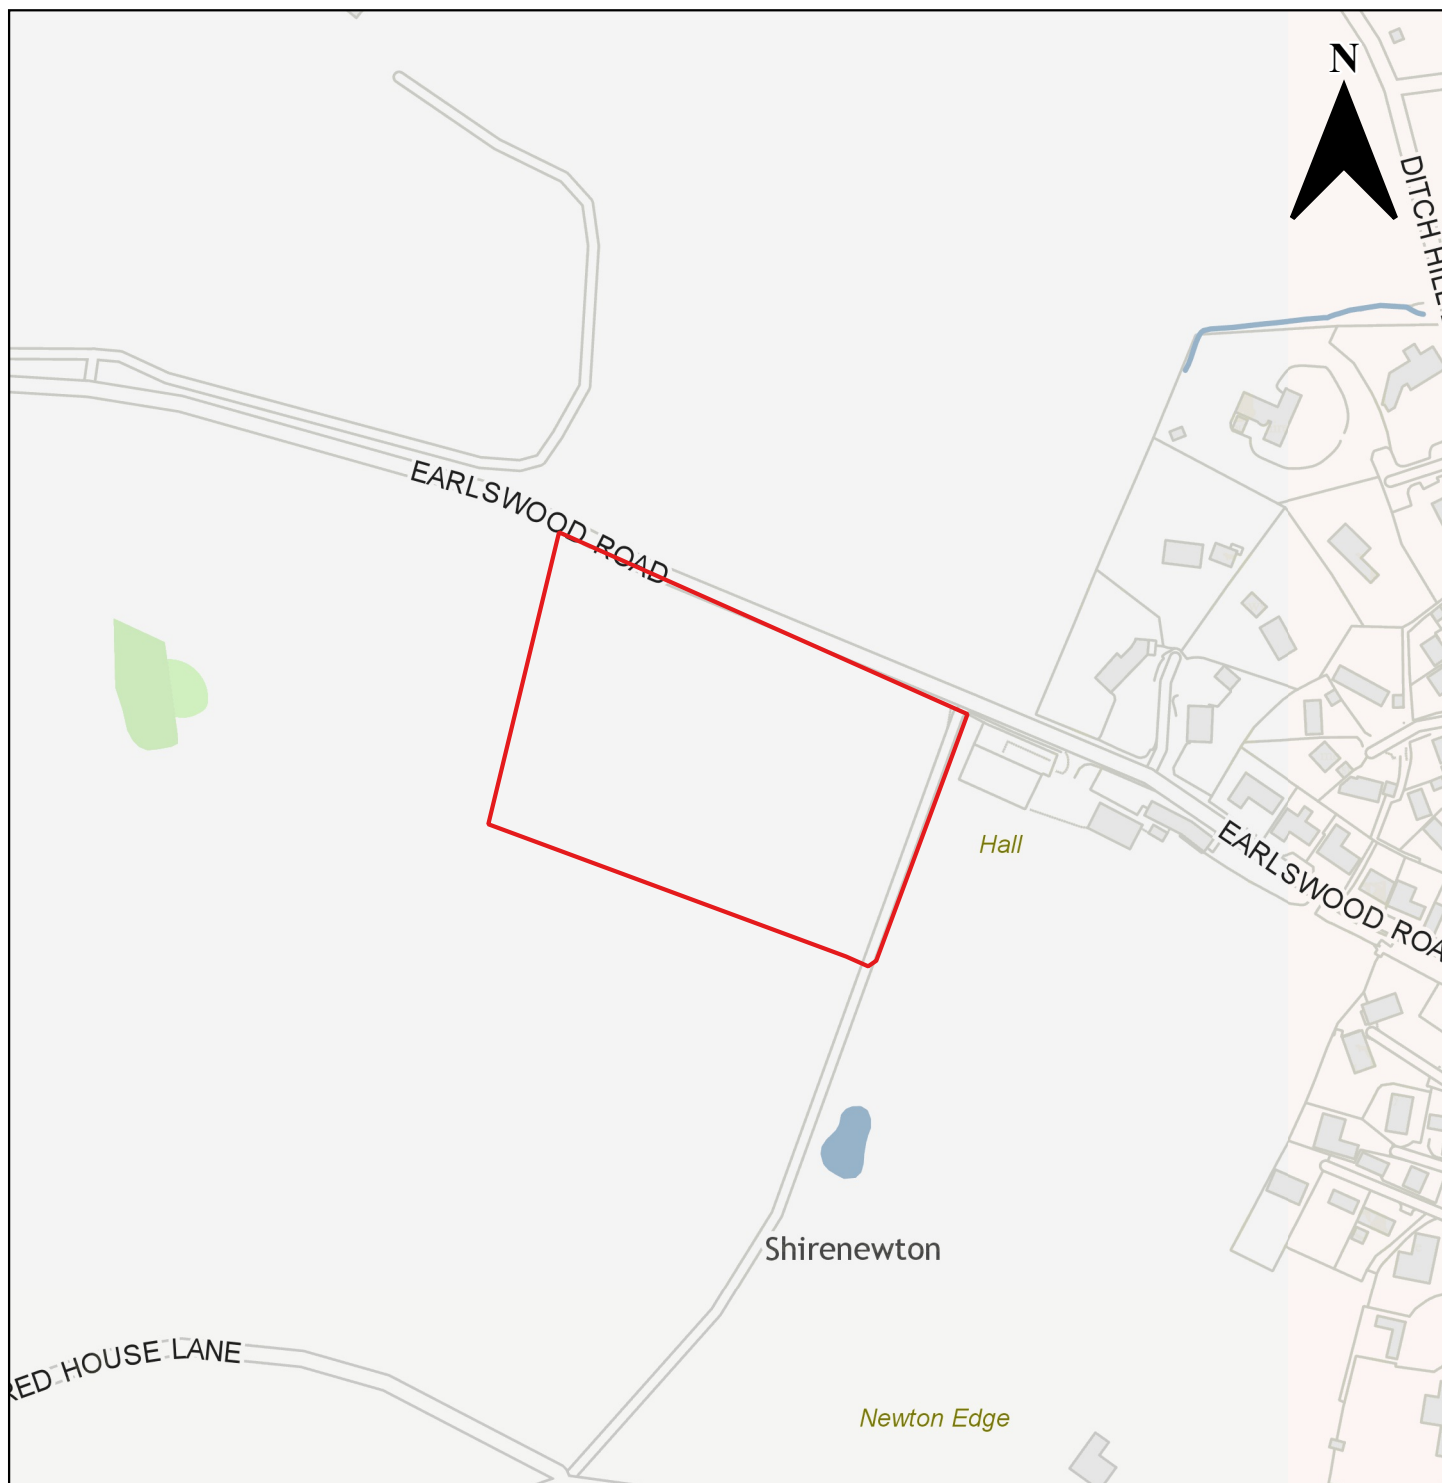 N
DITCH HILL
EARLSWOOD ROAD
Hall
EARLSWOOD ROA
Shirenewton
RED HOUSE LANE
Newton Edge